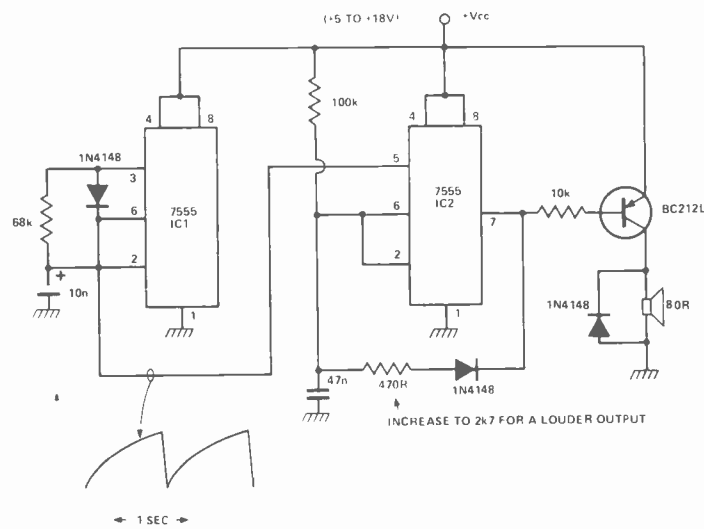 (+5 TO +18V) +Vcc
100k
4 8
4 8
1N4148
3
7555
IC1
6
2
1
68k
+
10n
5
7555
IC2
6
7
2
1
10k
BC212L
1N4148
80R
47n
470R
1N4148
INCREASE TO 2k7 FOR A LOUDER OUTPUT
1 SEC